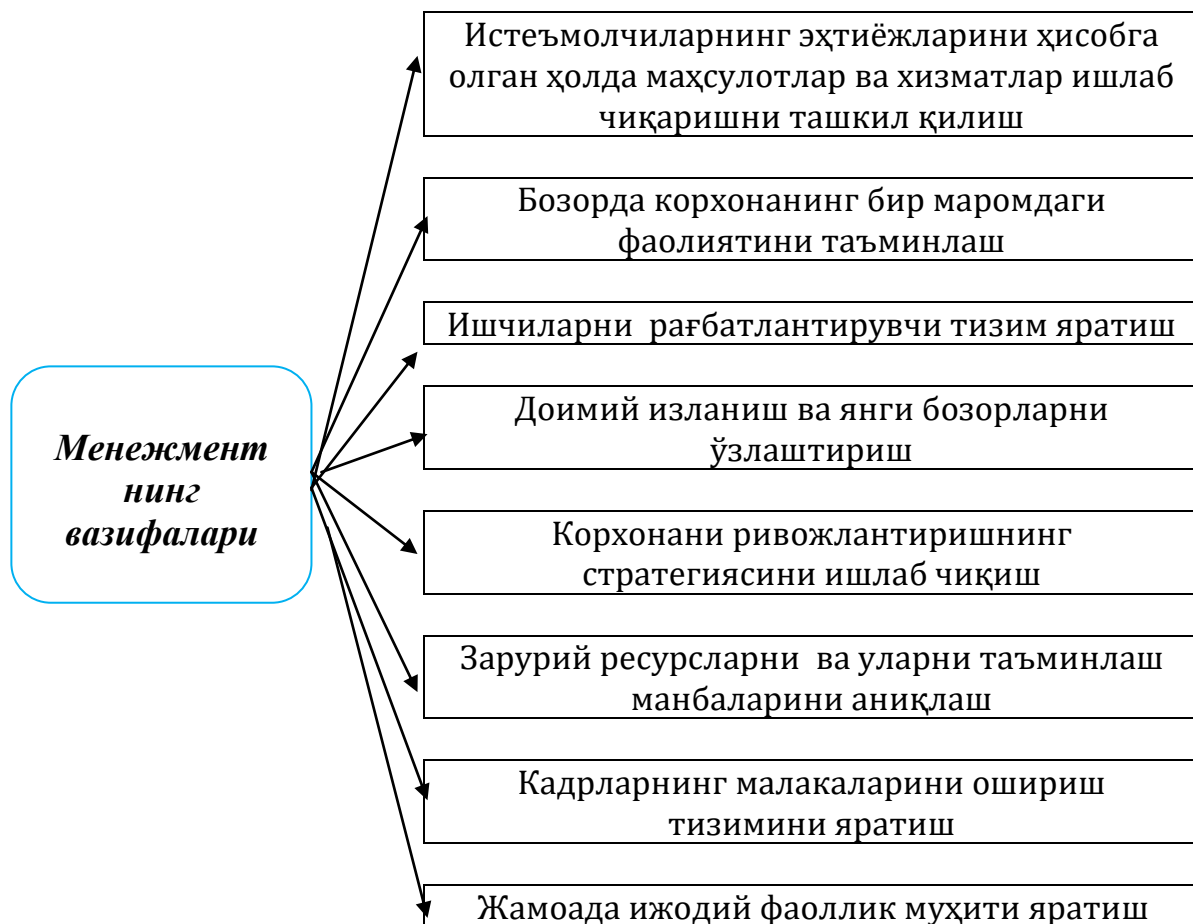 Истеъмолчиларнинг эҳтиёжларини ҳисобга
олган ҳолда маҳсулотлар ва хизматлар ишлаб
чиқаришни ташкил қилиш
Бозорда корхонанинг бир маромдаги
фаолиятини таъминлаш
Ишчиларни рағбатлантирувчи тизим яратиш
Доимий изланиш ва янги бозорларни
ўзлаштириш
Менежмент
нинг
вазифалари
Корхонани ривожлантиришнинг
стратегиясини ишлаб чиқиш
Зарурий ресурсларни ва уларни таъминлаш
манбаларини аниқлаш
Кадрларнинг малакаларини ошириш
тизимини яратиш
Жамоада ижодий фаоллик муҳити яратиш